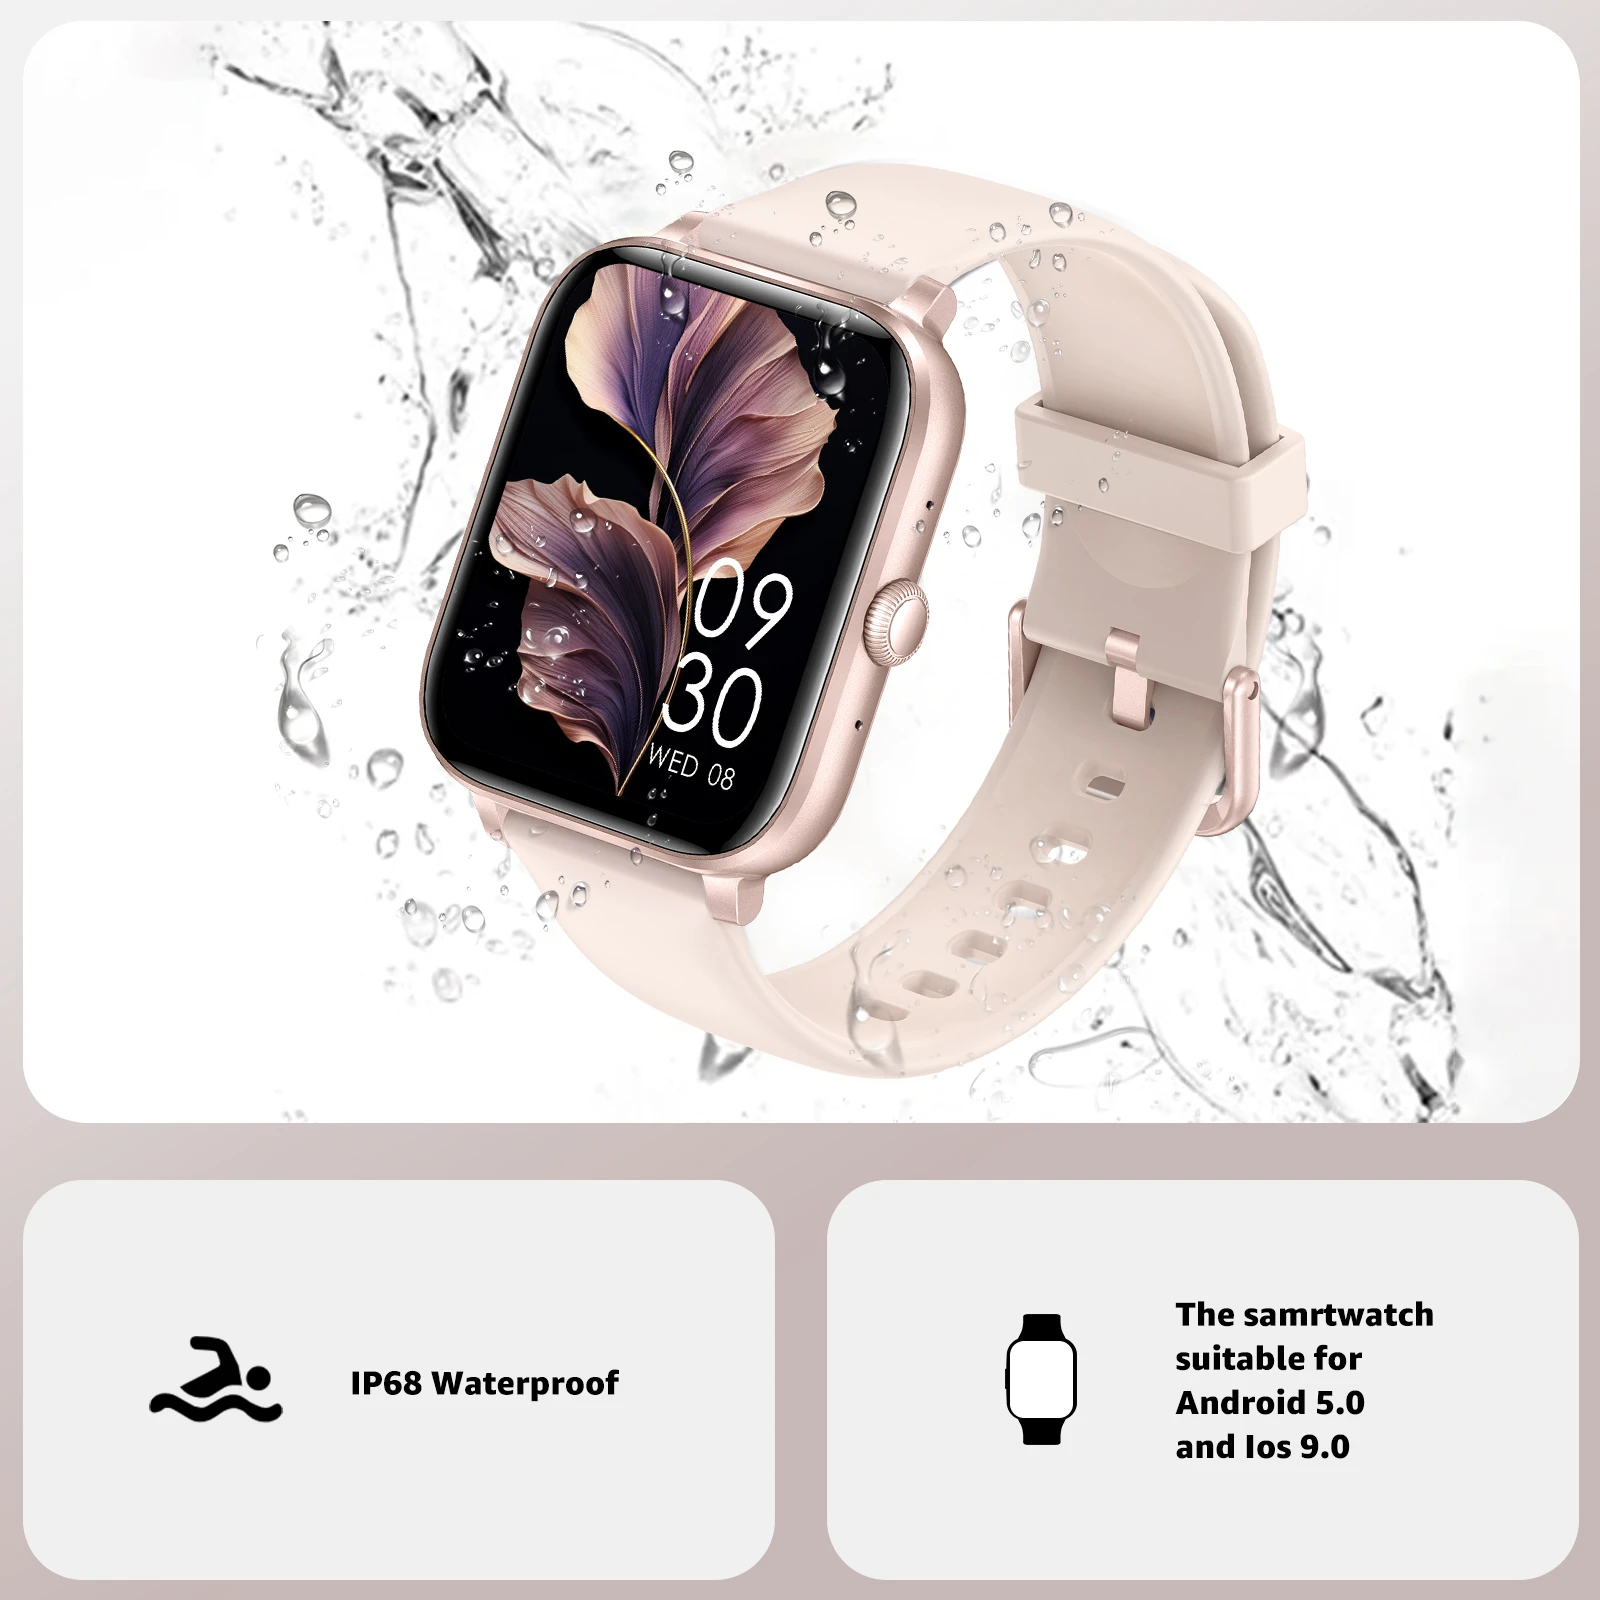 09
30
WED 08
IP68 Waterproof
The samrtwatch
suitable for
Android 5.0
and Ios 9.0